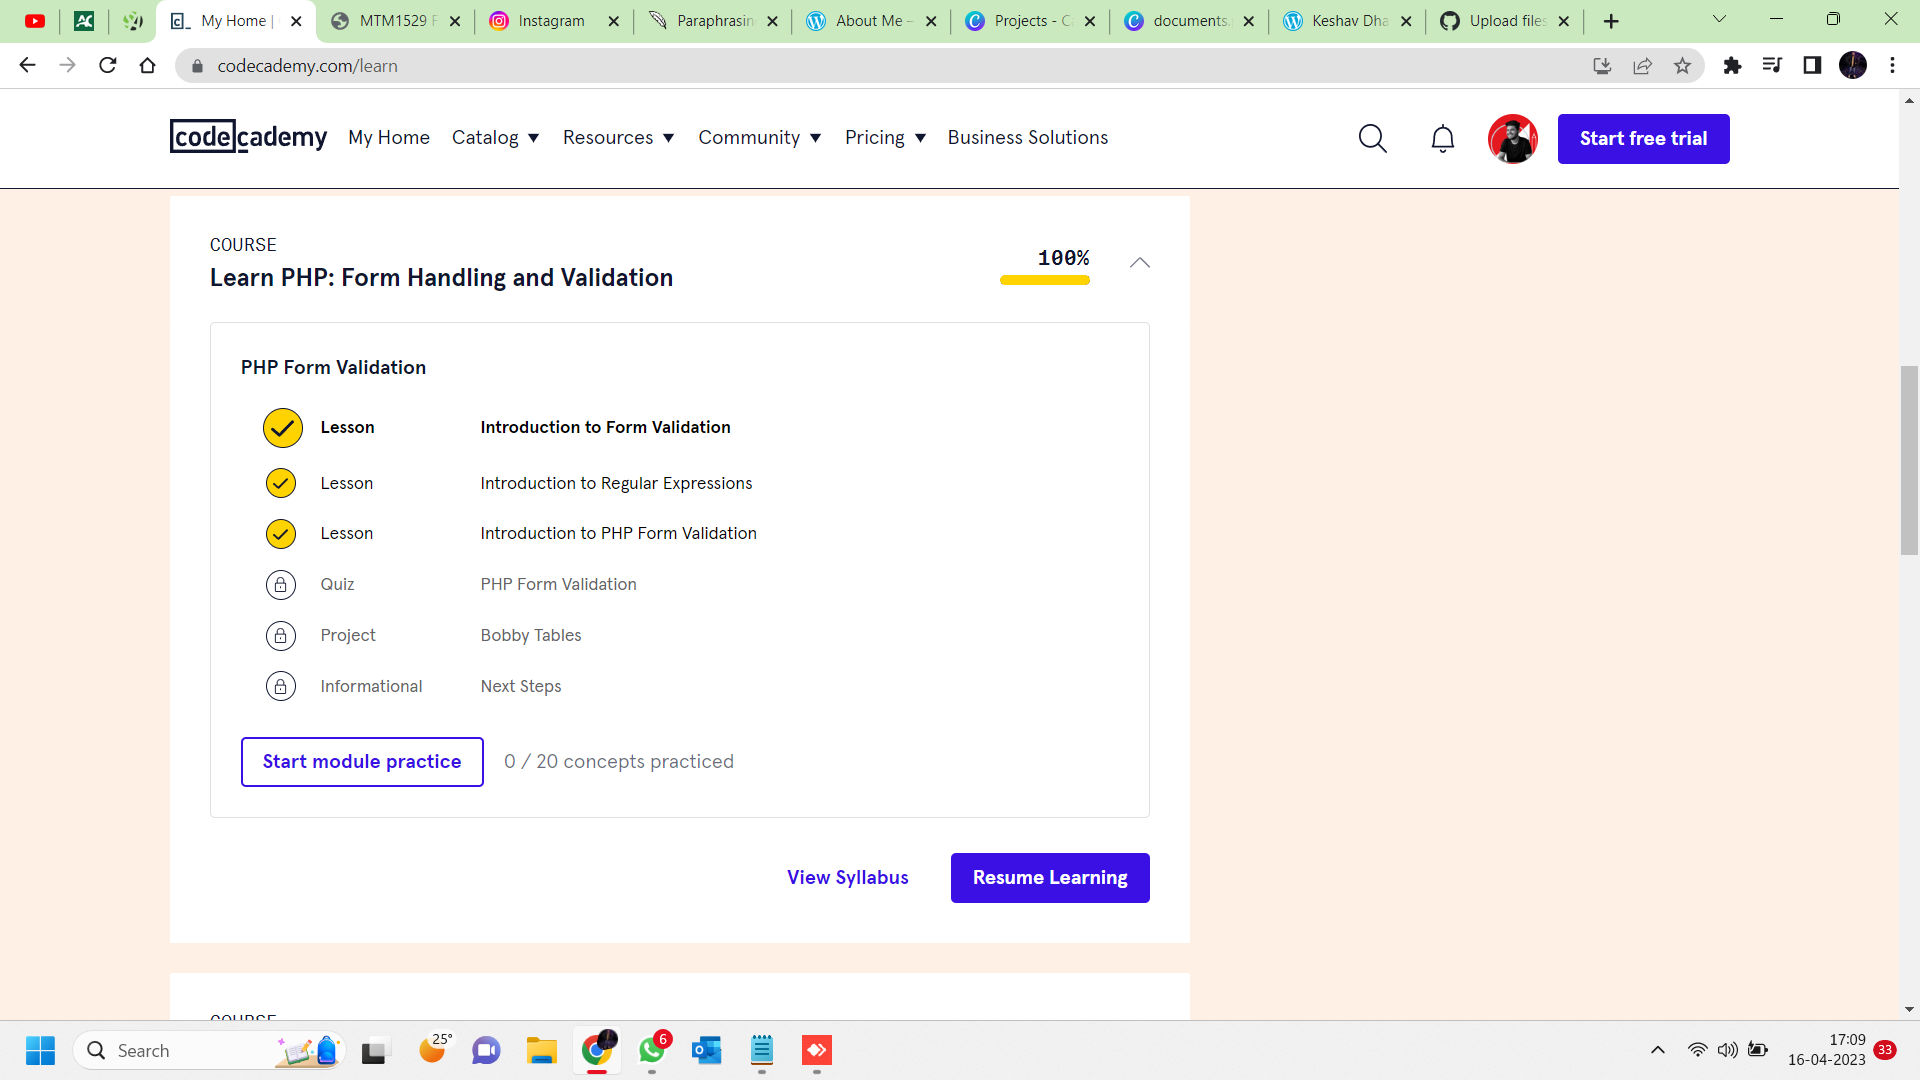 My Home |
MTM1529 F
Instagram
Paraphrasin
About Me –
Projects - C
documents.
Keshav Dha
Upload files
codecademy.com/learn
codecademy
My Home
Catalog
Resources
Community
Pricing
Business Solutions
Start free trial
COURSE
Learn PHP: Form Handling and Validation
100%
PHP Form Validation
Lesson Introduction to Form Validation
Lesson Introduction to Regular Expressions
Lesson Introduction to PHP Form Validation
Quiz PHP Form Validation
Project Bobby Tables
Informational Next Steps
Start module practice 0 / 20 concepts practiced
View Syllabus
Resume Learning
COURSE
Search
25°
6
17:09
16-04-2023
33